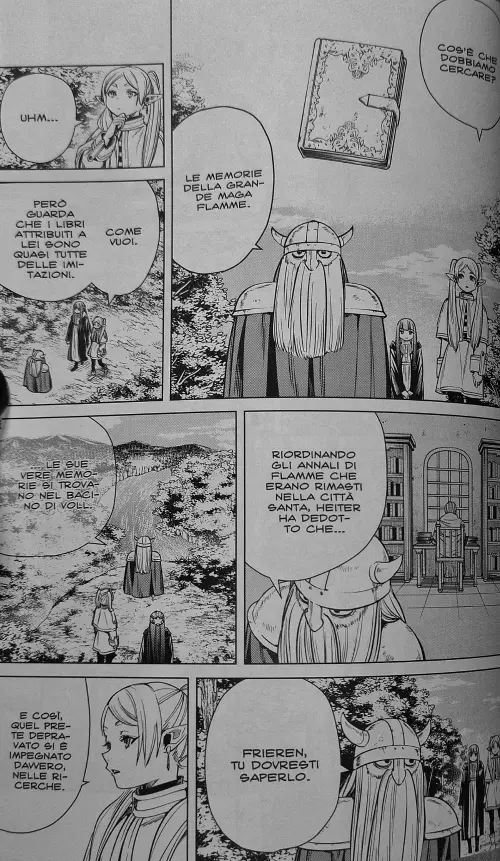 COS'È CHE
DOBBIAMO
CERCARE?
LE MEMORIE
DELLA GRAN-
DE MAGA
FLAMME.
UHM...
COME
VUOI.
PERÒ
GUARDA
CHE I LIBRI
ATTRIBUITI A
LEI SONO
QUASI TUTTE
DELLE IMI-
TAZIONI.
RIORDINANDO
GLI ANNALI DI
FLAMME CHE
ERANO RIMASTI
NELLA CITTÀ
SANTA, HEITER
HA DEDOT-
TO CHE...
...LE SUE
VERE MEMO-
RIE SI TROVA-
NO NEL BACI-
NO DI VOLL.
FRIEREN,
TU DOVRESTI
SAPERLO.
E COSÌ,
QUEL PRE-
TE DEPRA-
VATO SI È
IMPEGNATO
DAVVERO,
NELLE RI-
CERCHE.